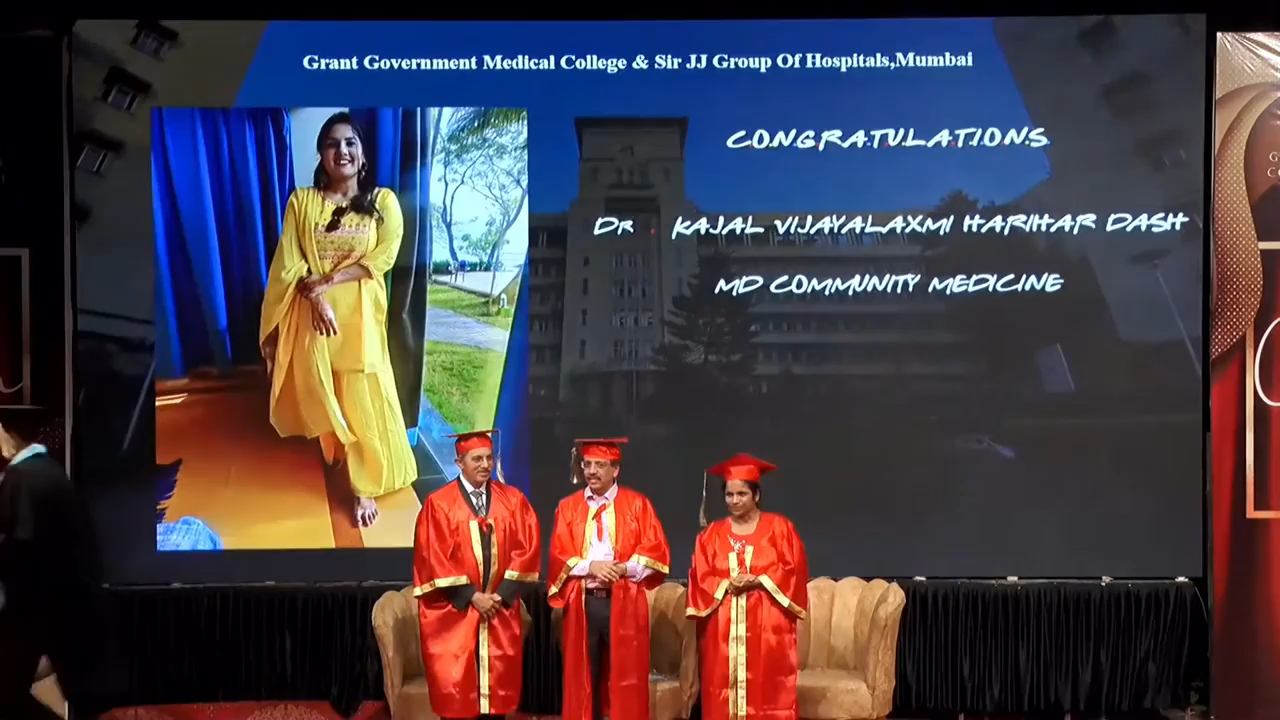 Grant Government Medical College & Sir JJ Group Of Hospitals,Mumbai
CONGRATULATIONS
DR . KAJAL VIJAYALAXMI HARIHAR DASH
MD COMMUNITY MEDICINE